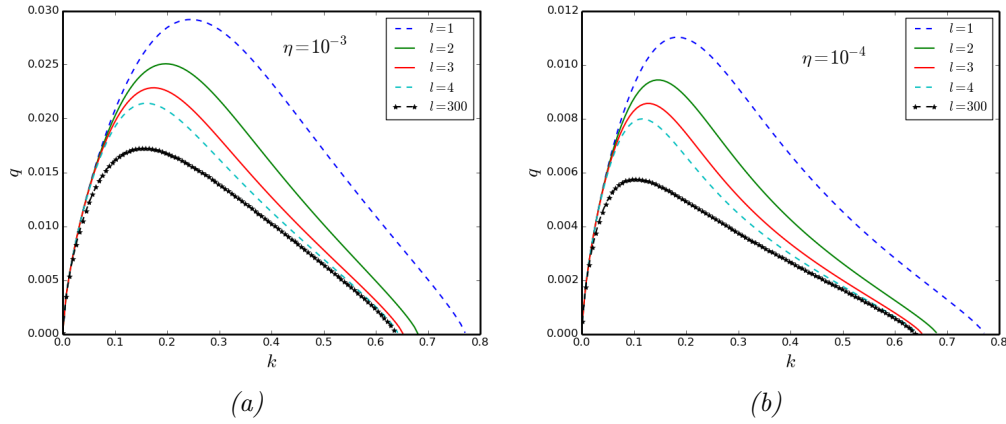 0.030
0.025
0.020
0.015
0.010
0.005
0.000
q
0.0 0.1 0.2 0.3 0.4 0.5 0.6 0.7 0.8
k
η=10⁻³
l=1
l=2
l=3
l=4
l=300
(a)
0.012
0.010
0.008
0.006
0.004
0.002
0.000
q
0.0 0.1 0.2 0.3 0.4 0.5 0.6 0.7 0.8
k
η=10⁻⁴
l=1
l=2
l=3
l=4
l=300
(b)